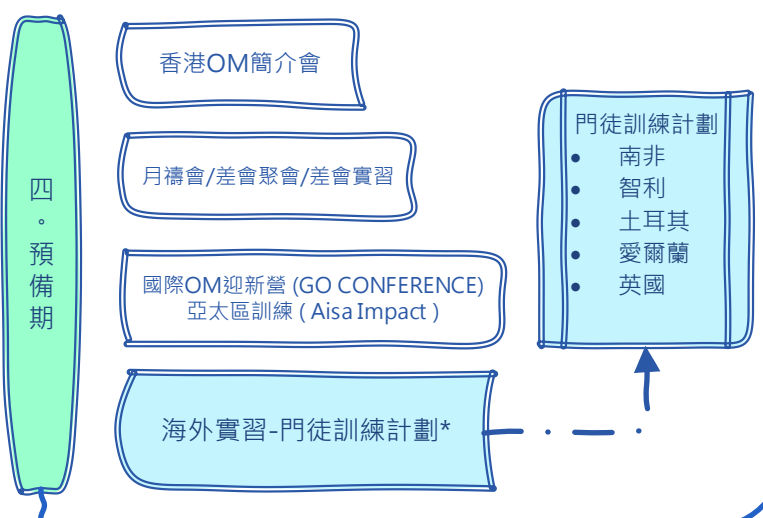 四。預備期
香港OM簡介會
月禱會/差會聚會/差會實習
國際OM迎新營 (GO CONFERENCE)
亞太區訓練 ( Aisa Impact )
海外實習-門徒訓練計劃*
門徒訓練計劃
• 南非
• 智利
• 土耳其
• 愛爾蘭
• 英國